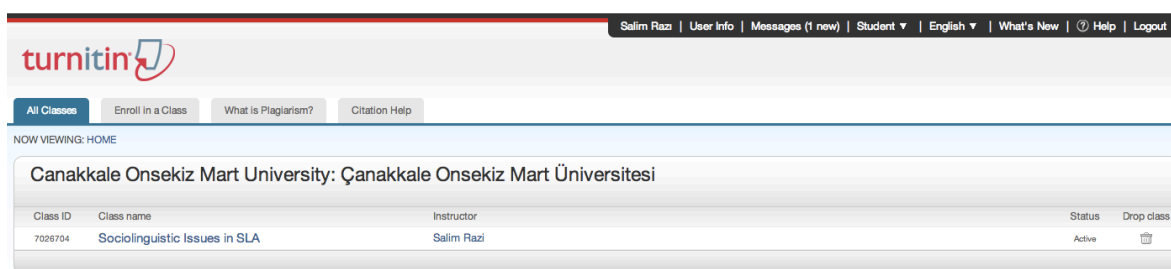 Salim Razı | User Info | Messages (1 new) | Student ▼ | English ▼ | What's New | ? Help | Logout
turnitin
All Classes Enroll in a Class What is Plagiarism? Citation Help
NOW VIEWING: HOME
Canakkale Onsekiz Mart University: Çanakkale Onsekiz Mart Üniversitesi
Class ID Class name Instructor Status Drop class
7026704 Sociolinguistic Issues in SLA Salim Razi Active